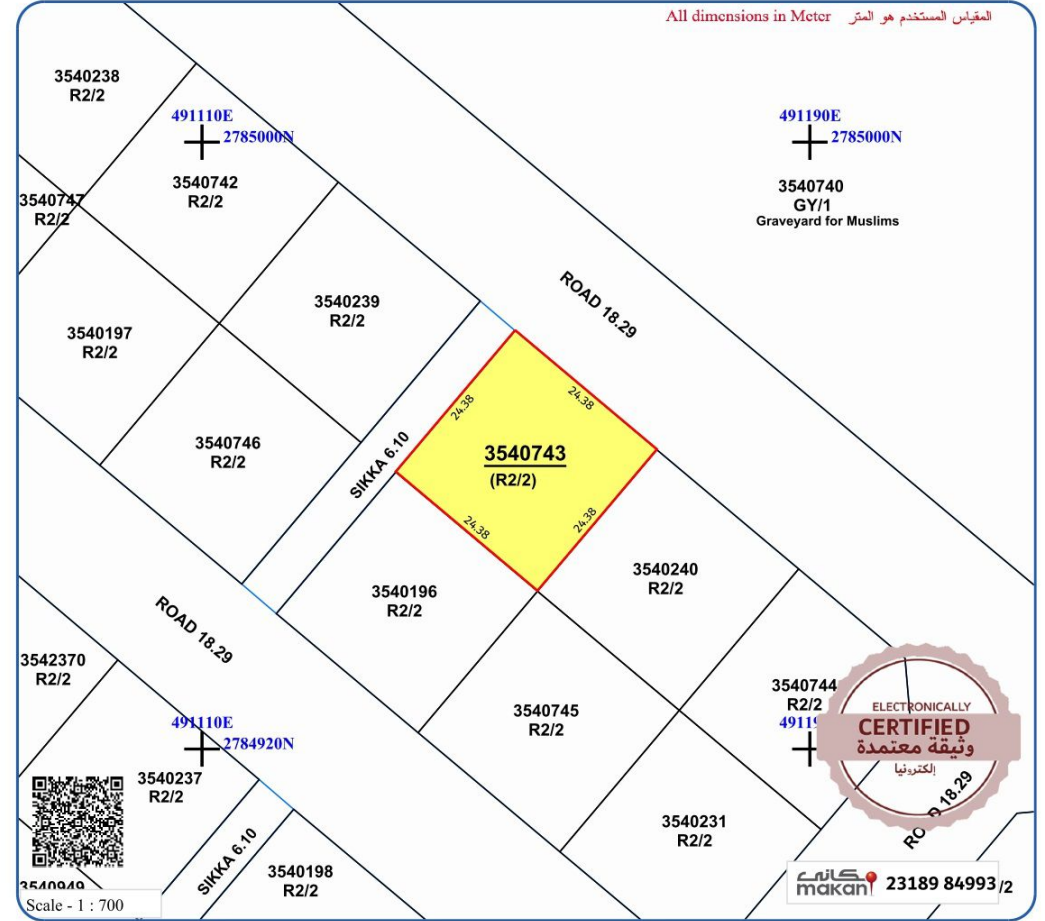 All dimensions in Meter المقياس المستخدم هو المتر
3540238
R2/2
491110E
2785000N
491190E
2785000N
3540742
R2/2
3540747
R2/2
3540740
GY/1
Graveyard for Muslims
3540239
R2/2
ROAD 18.29
3540197
R2/2
24.38
24.38
3540746
R2/2
SIKKA 6.10
3540743
(R2/2)
24.38
24.38
3540196
R2/2
3540240
R2/2
ROAD 18.29
3542370
R2/2
3540744
R2/2
3540745
R2/2
491110E
2784920N
4911
ELECTRONICALLY
CERTIFIED
وثيقة معتمدة
إلكترونيا
3540237
R2/2
ROAD 18.29
3540231
R2/2
SIKKA 6.10
3540198
R2/2
3540949
Scale - 1 : 700
مكاني
makani
23189 84993
/2